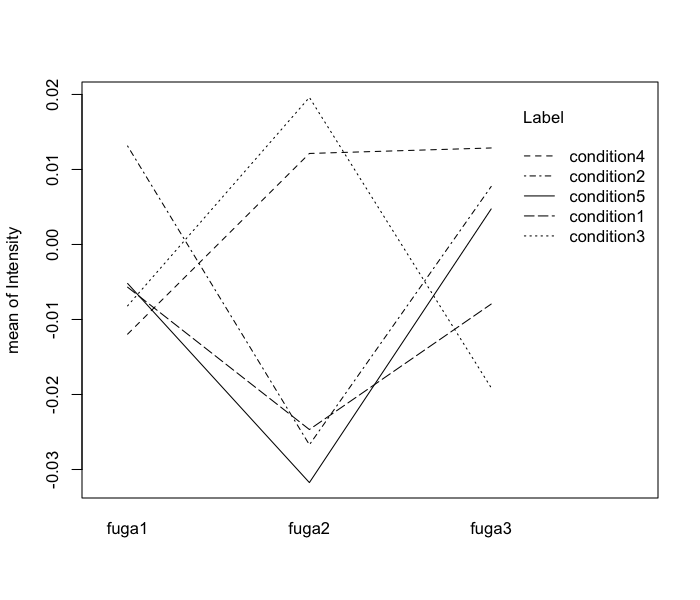 0.02
0.01
0.00
-0.01
-0.02
-0.03
mean of Intensity
Label
condition4
condition2
condition5
condition1
condition3
fuga1 fuga2 fuga3